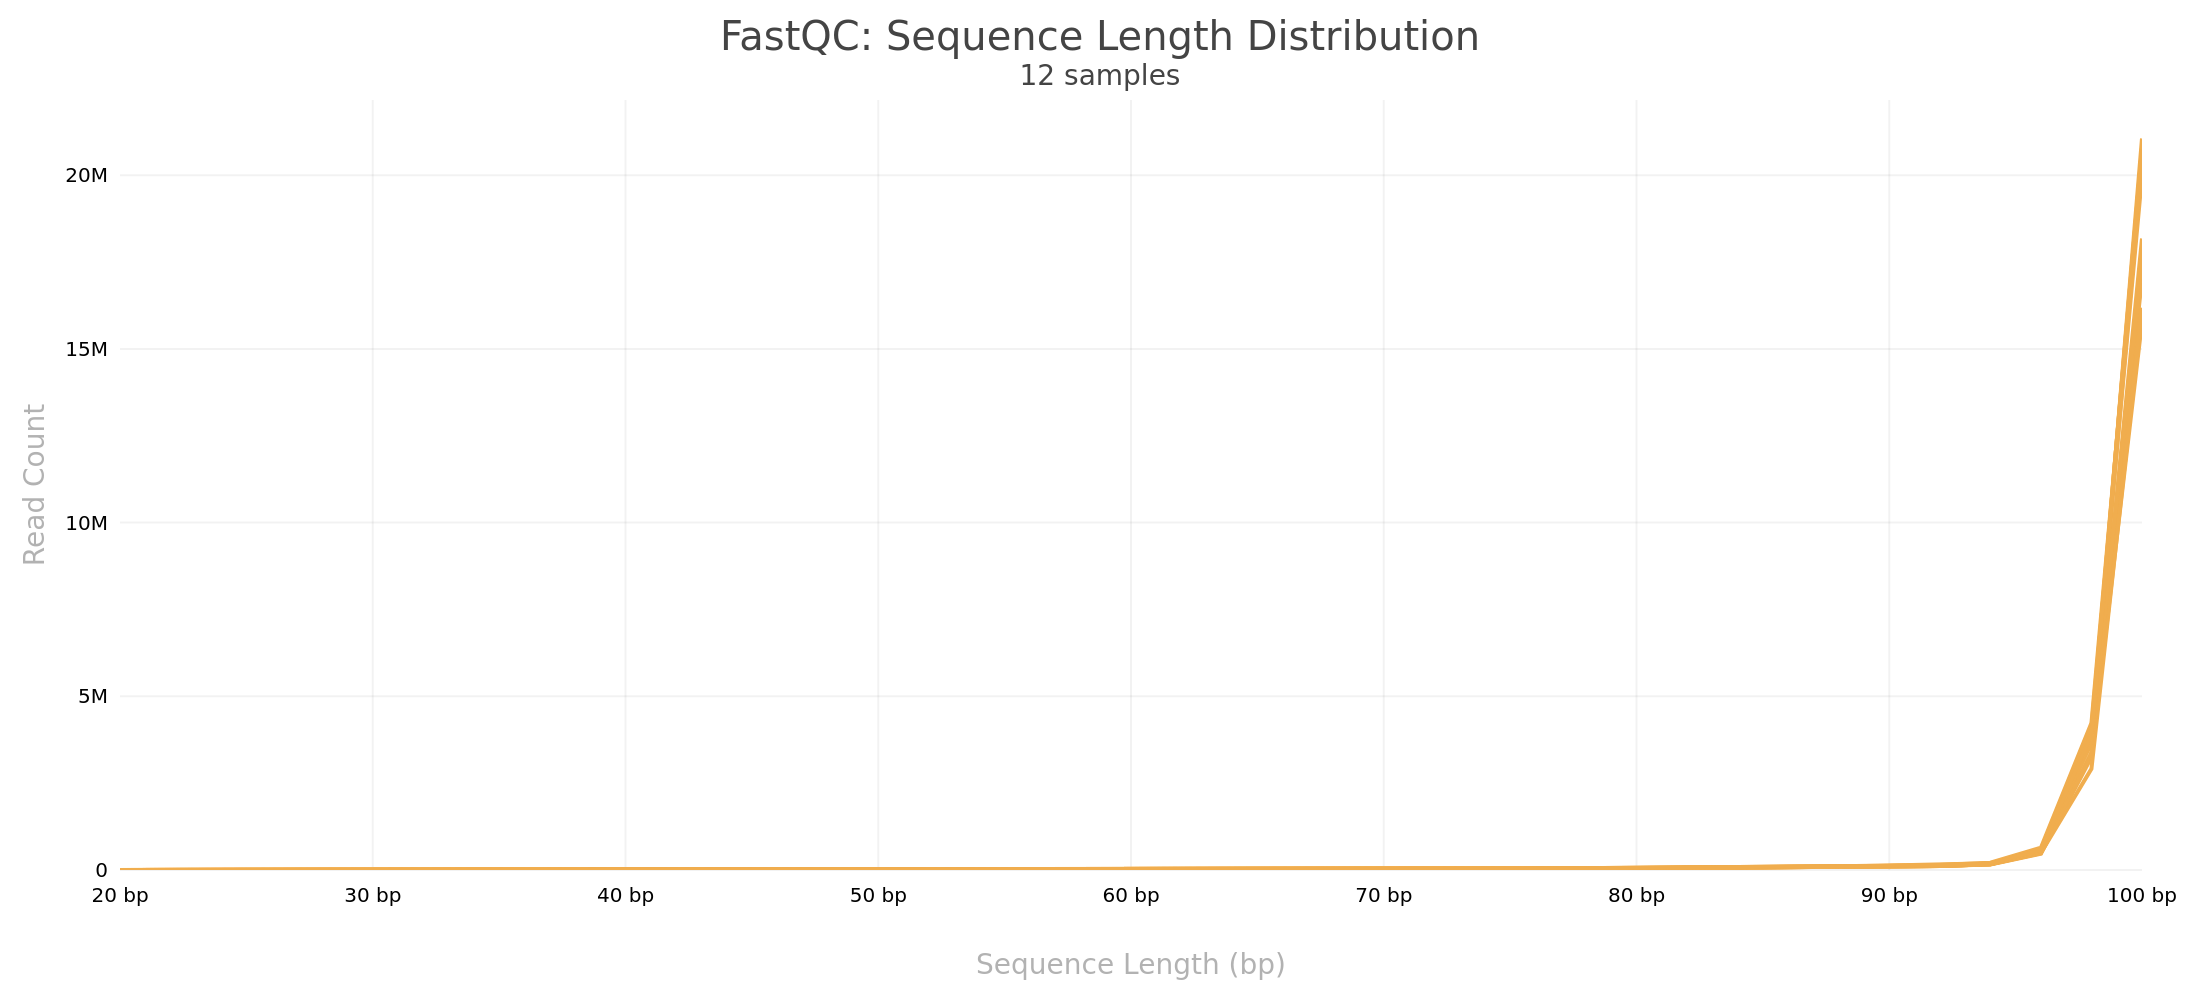 FastQC: Sequence Length Distribution
12 samples
20M
15M
10M
5M
0
Read Count
20 bp 30 bp 40 bp 50 bp 60 bp 70 bp 80 bp 90 bp 100 bp
Sequence Length (bp)